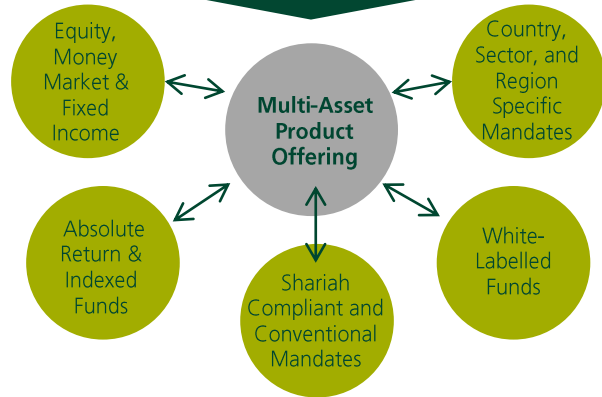 Equity,
Money
Market &
Fixed
Income
Multi-Asset
Product
Offering
Country,
Sector, and
Region
Specific
Mandates
Absolute
Return &
Indexed
Funds
Shariah
Compliant and
Conventional
Mandates
White-
Labelled
Funds